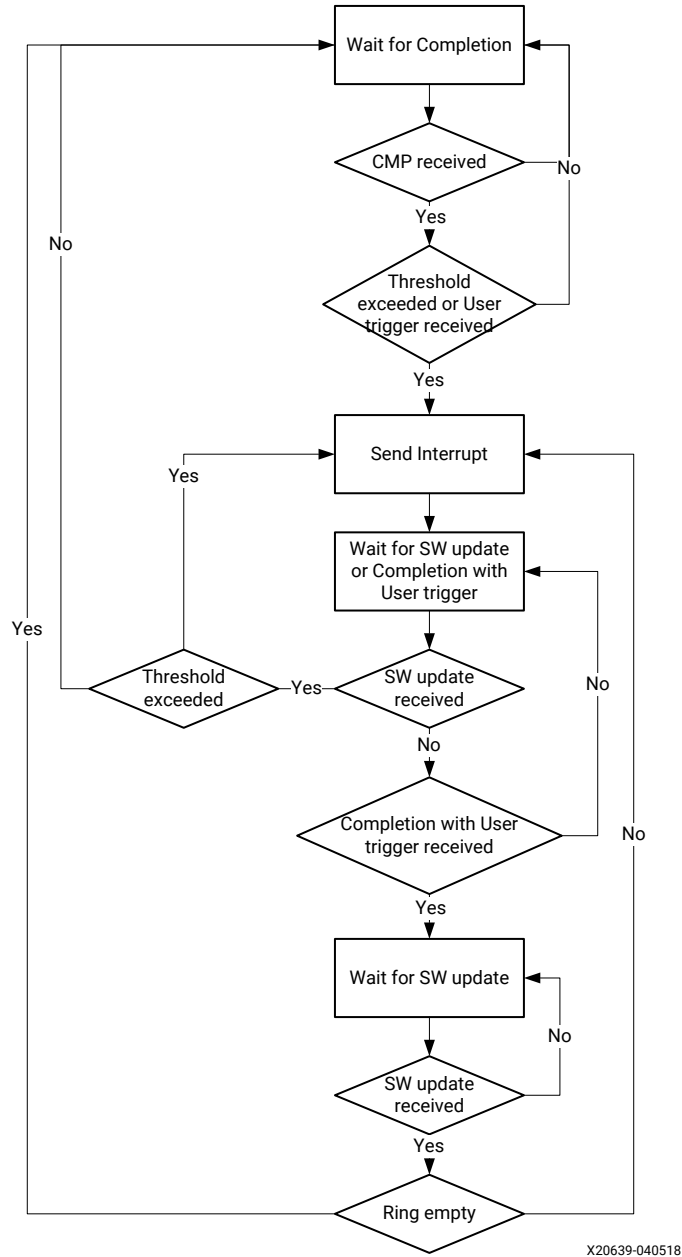 Wait for Completion
CMP received
No
Yes
No
Threshold
exceeded or User
trigger received
Yes
Send Interrupt
Yes
Wait for SW update
or Completion with
User trigger
Yes
Threshold
exceeded
Yes
SW update
received
No
No
Completion with User
trigger received
No
Yes
Wait for SW update
No
SW update
received
Yes
Ring empty
X20639-040518